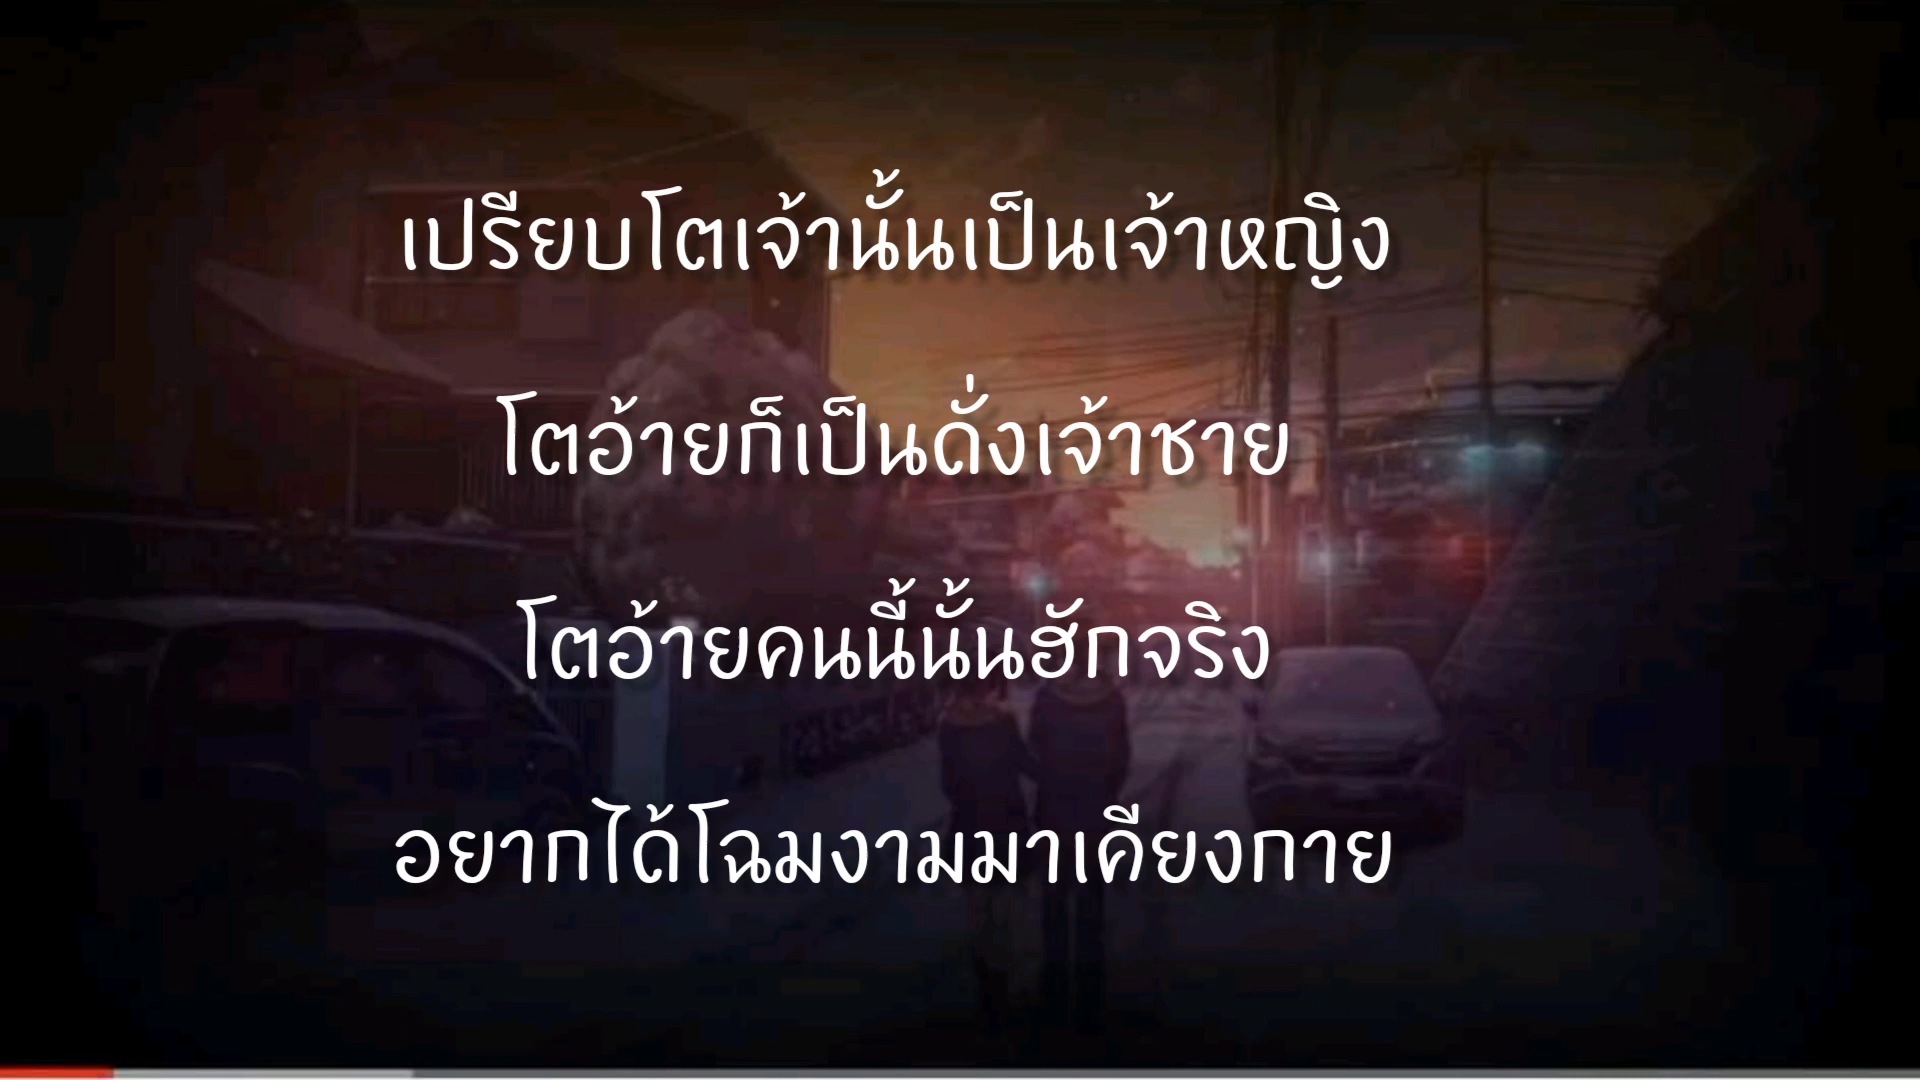 เปรียบโตเจ้านั้นเป็นเจ้าหญิง
โตอ้ายก็เป็นดั่งเจ้าชาย
โตอ้ายคนนี้นั้นฮักจริง
อยากได้โฉมงามมาเคียงกาย